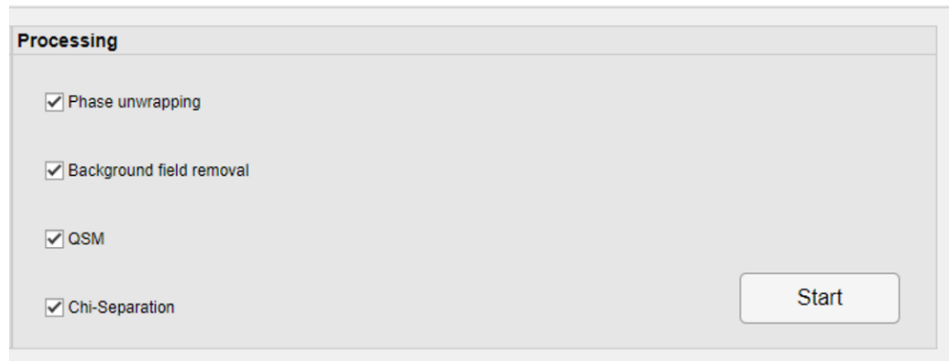 Processing
Phase unwrapping
Background field removal
QSM
Chi-Separation
Start